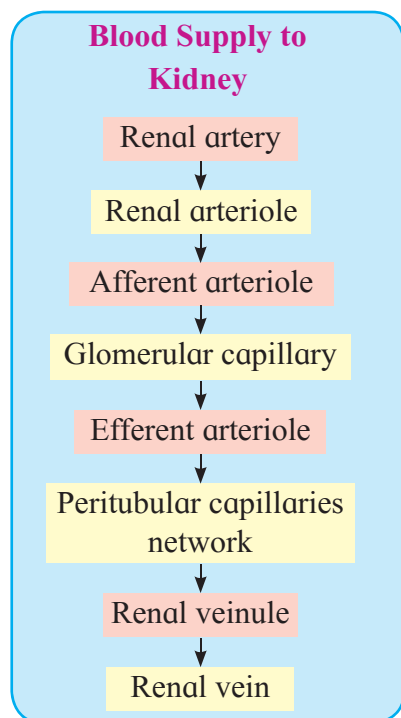 Blood Supply to
Kidney
Renal artery
Renal arteriole
Afferent arteriole
Glomerular capillary
Efferent arteriole
Peritubular capillaries
network
Renal veinule
Renal vein